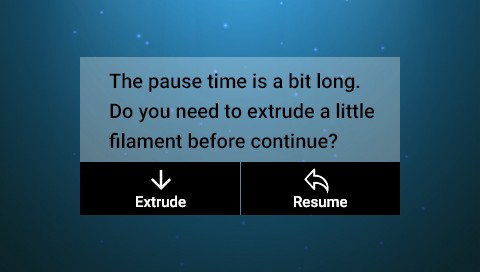 The pause time is a bit long.
Do you need to extrude a little
filament before continue?
Extrude
Resume